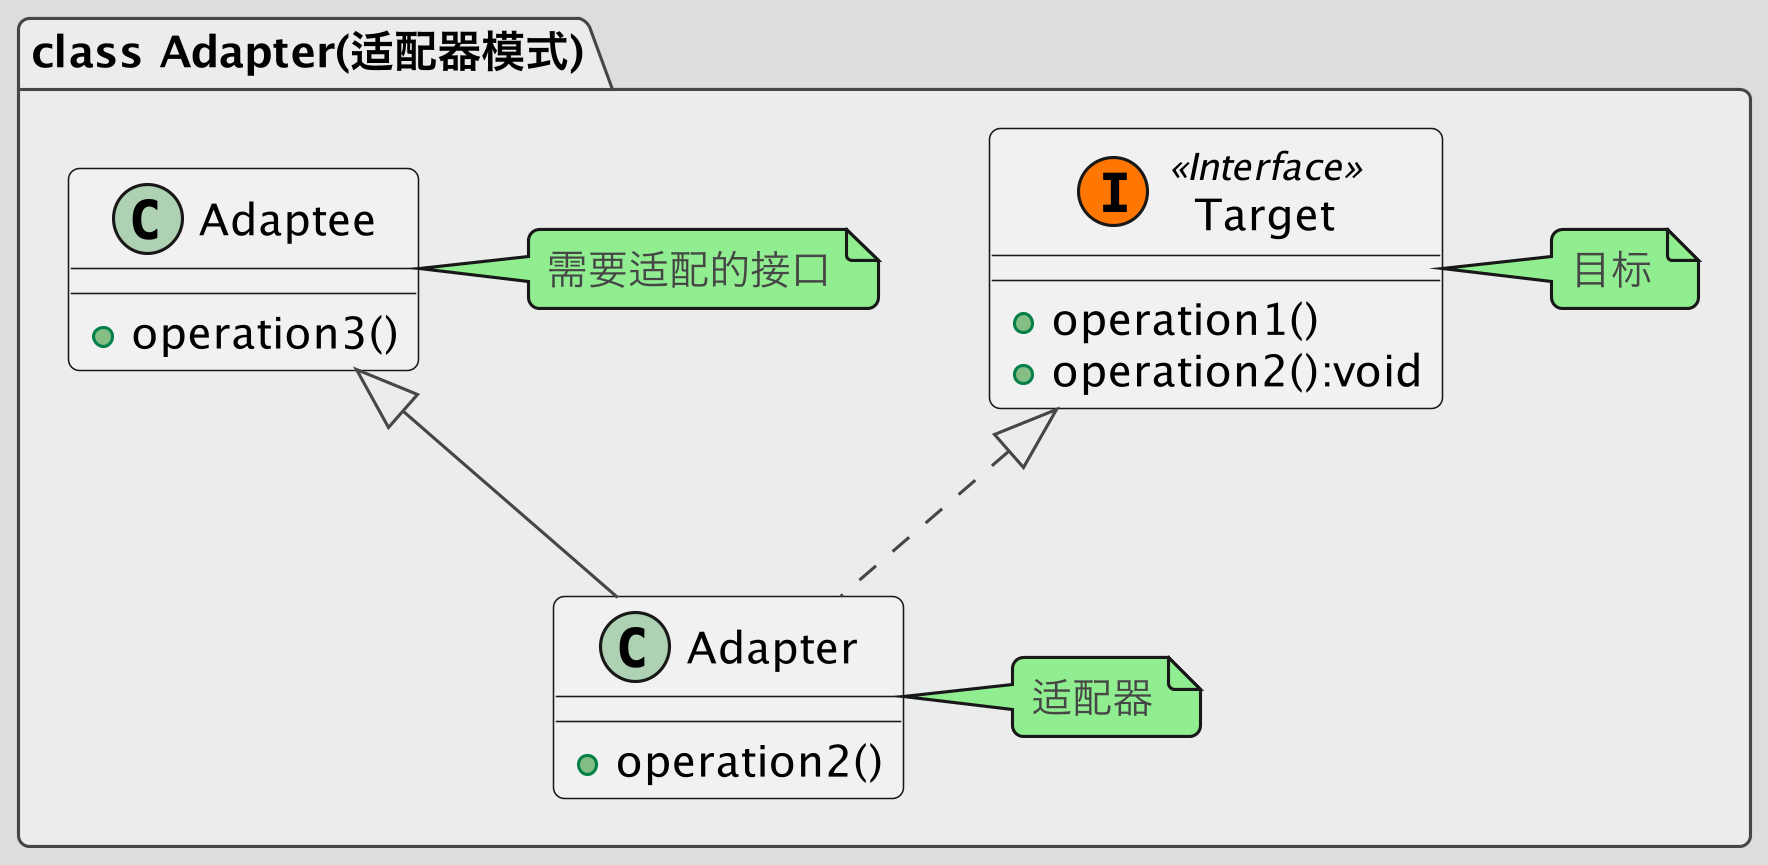 class Adapter(适配器模式)
C Adaptee
operation3()
需要适配的接口
I «Interface»
Target
operation1()
operation2():void
目标
C Adapter
operation2()
适配器